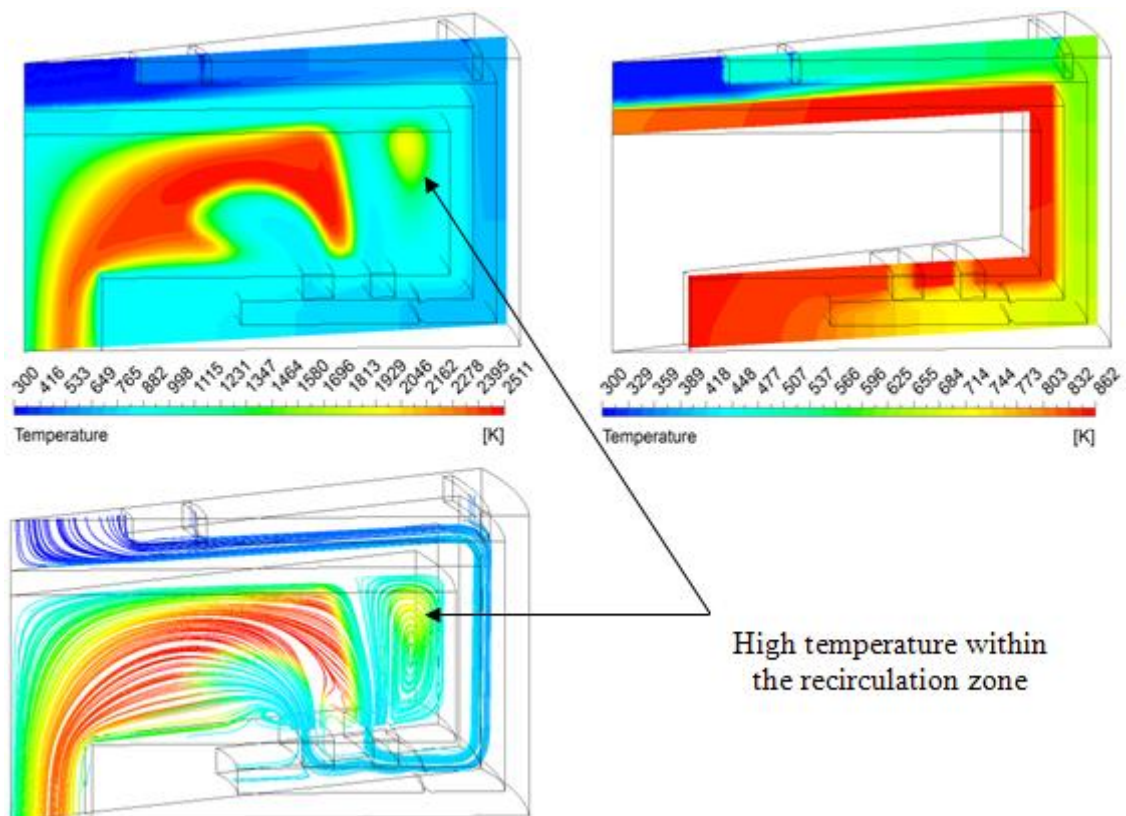 300 416 533 649 765 882 998 1115 1231 1347 1464 1580 1696 1813 1929 2046 2162 2278 2395 2511
Temperature [K]
300 329 359 389 418 448 477 507 537 566 596 625 655 684 714 744 773 803 832 862
Temperature [K]
High temperature within
the recirculation zone